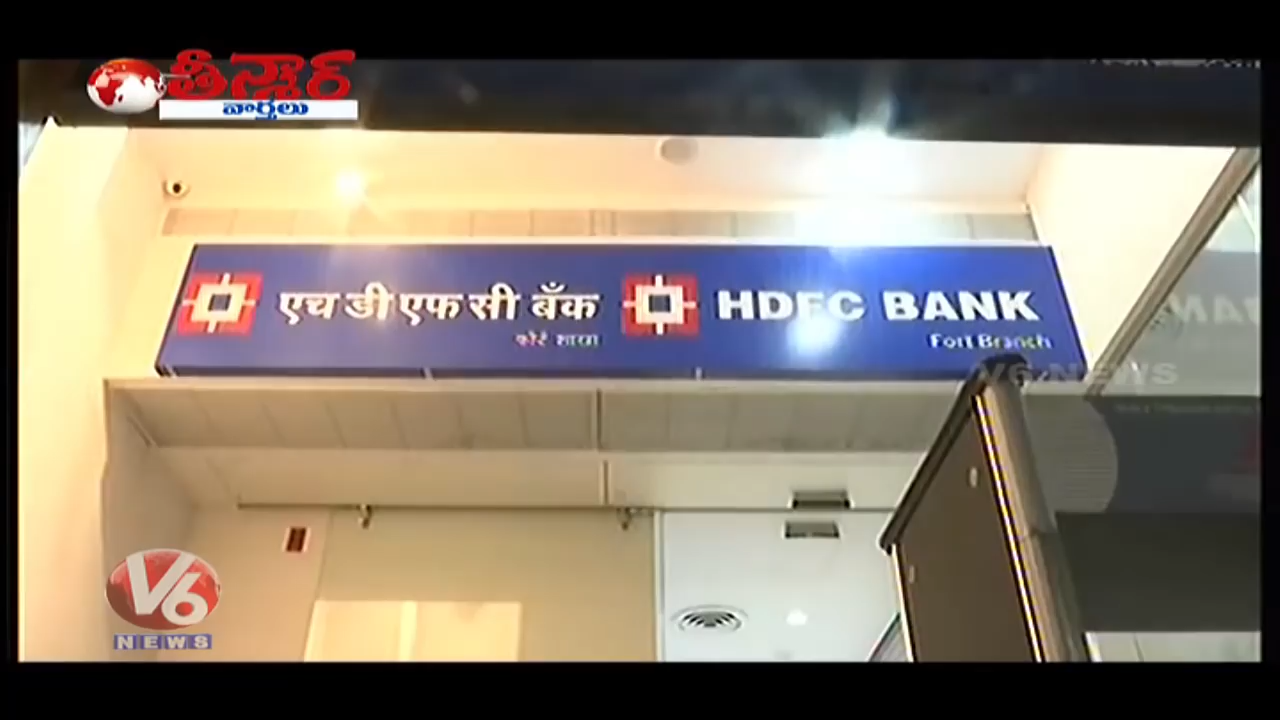 తీన్మార్
వార్తలు
एच डी एफ सी बैंक
फोर्ट शाखा
HDFC BANK
Fort Branch
V6 NEWS
V6
NEWS